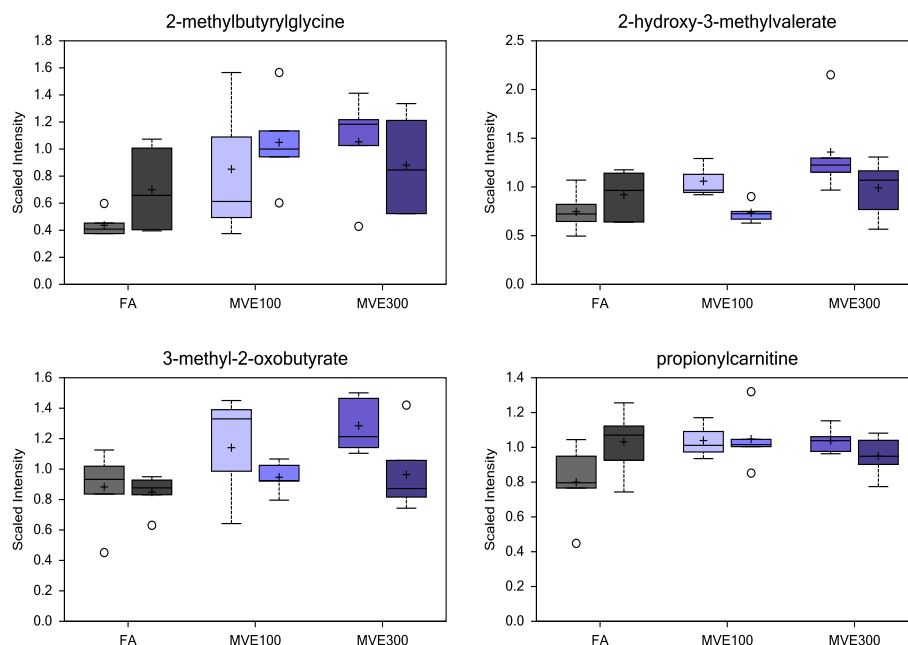 2-methylbutyrylglycine
1.8
1.6
1.4
1.2
1.0
0.8
0.6
0.4
0.2
0.0
Scaled Intensity
FA MVE100 MVE300
2-hydroxy-3-methylvalerate
2.5
2.0
1.5
1.0
0.5
0.0
Scaled Intensity
FA MVE100 MVE300
3-methyl-2-oxobutyrate
1.6
1.4
1.2
1.0
0.8
0.6
0.4
0.2
0.0
Scaled Intensity
FA MVE100 MVE300
propionylcarnitine
1.4
1.2
1.0
0.8
0.6
0.4
0.2
0.0
Scaled Intensity
FA MVE100 MVE300